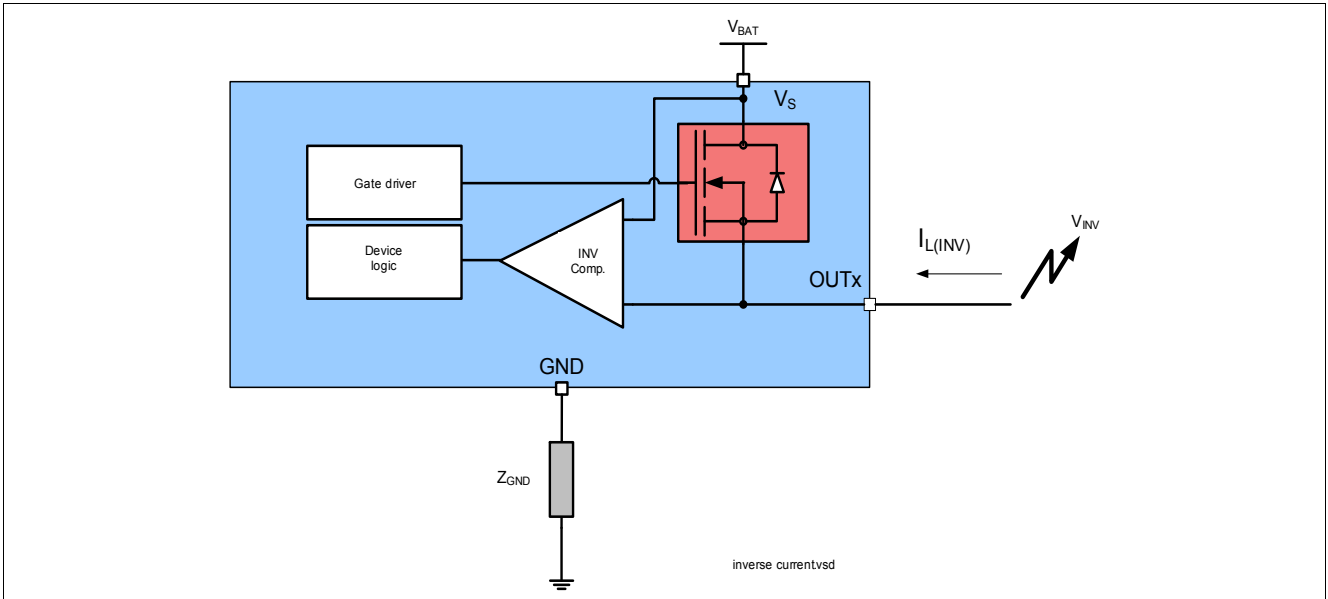 VBAT
VS
Gate driver
Device
logic
INV
Comp.
IL(INV)
VINV
OUTx
GND
ZGND
inverse current.vsd